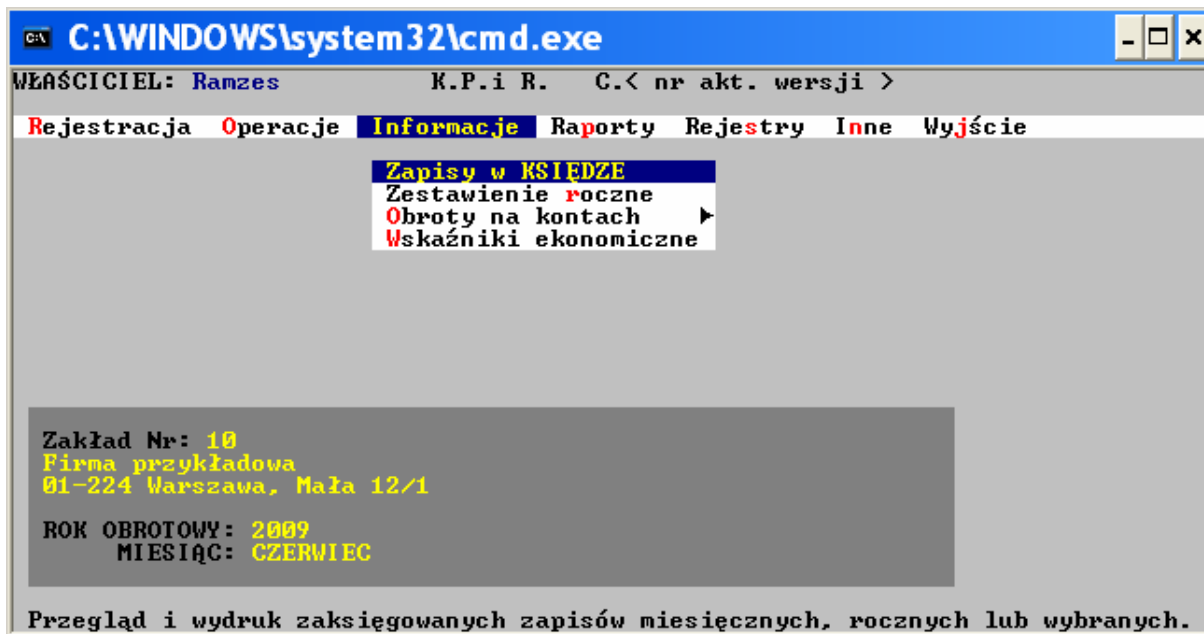 C:\WINDOWS\system32\cmd.exe
WŁAŚCICIEL: Ramzes K.P.i R. C.< nr akt. wersji >
Rejestracja Operacje Informacje Raporty Rejestry Inne Wyjście
Zapisy w KSIĘDZE
Zestawienie roczne
Obroty na kontach
Wskaźniki ekonomiczne
Zakład Nr: 10
Firma przykładowa
01-224 Warszawa, Mała 12/1
ROK OBROTOWY: 2009
MIESIĄC: CZERWIEC
Przegląd i wydruk zaksięgowanych zapisów miesięcznych, rocznych lub wybranych.